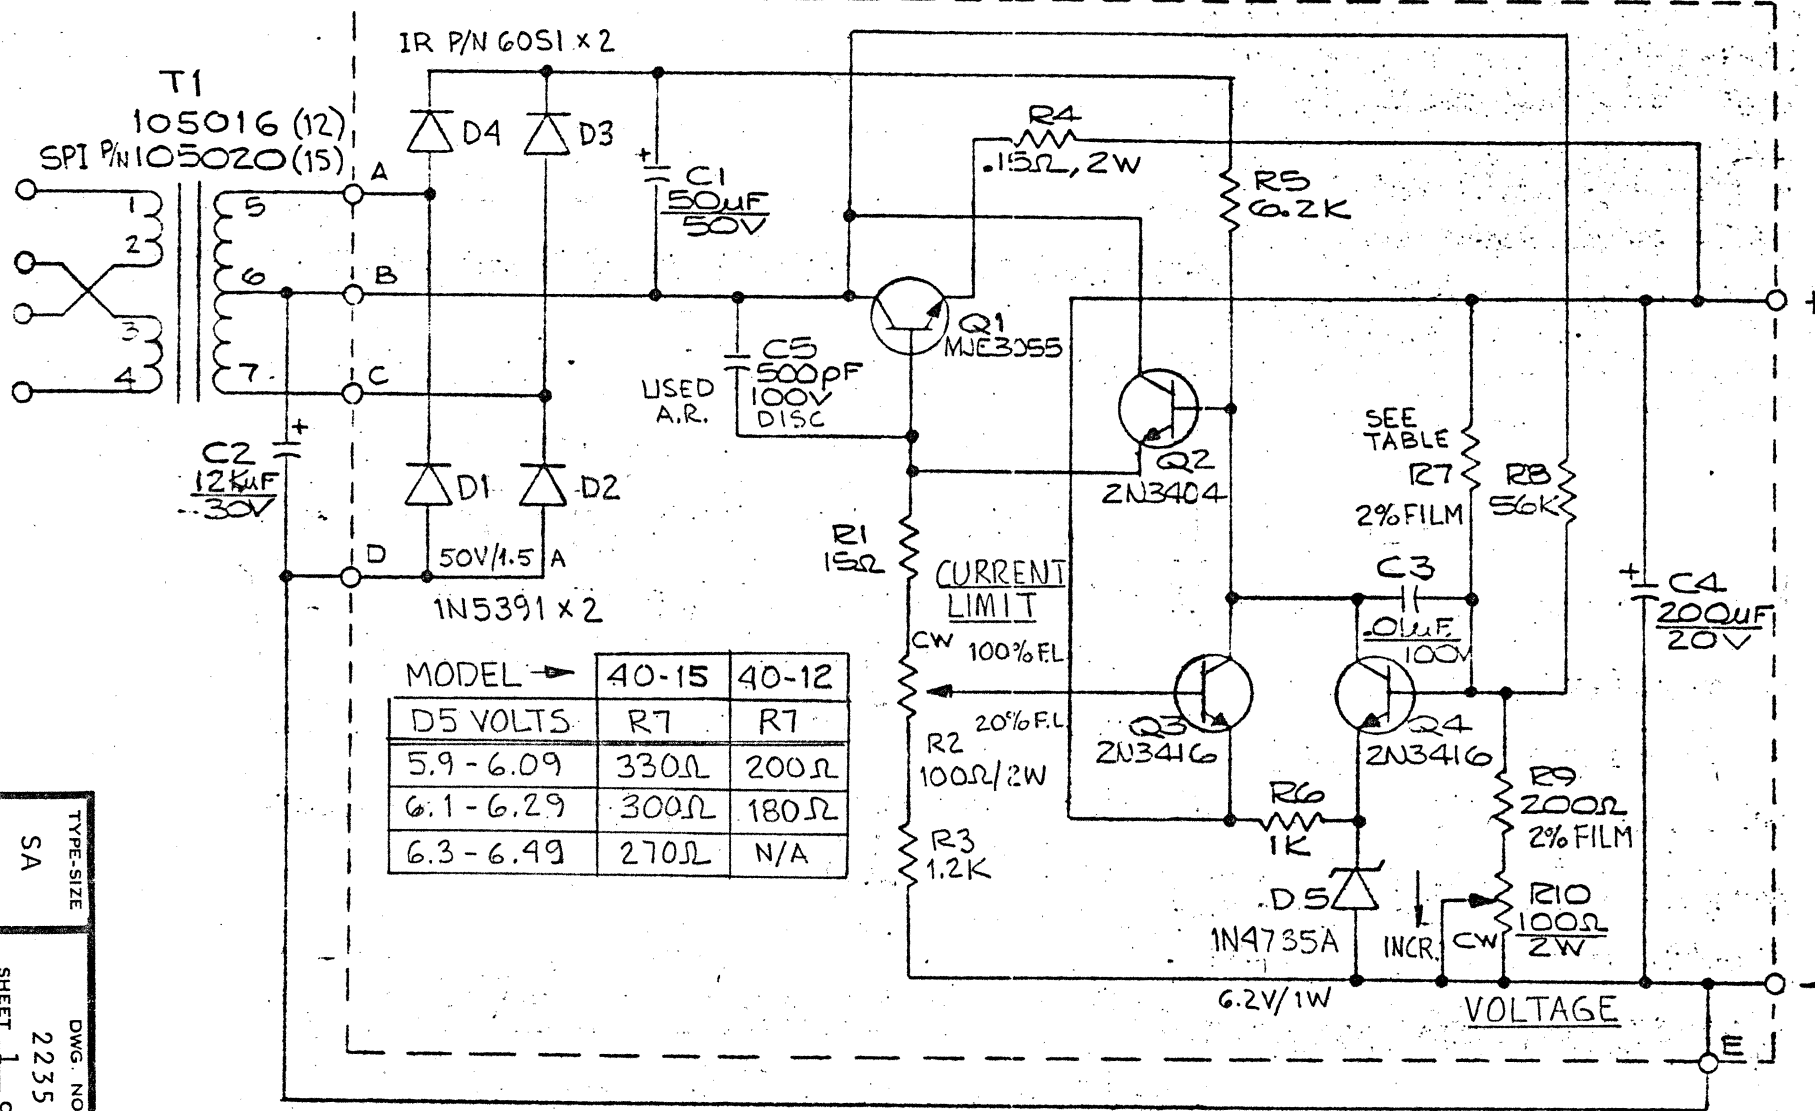 IR P/N 60S1 × 2
T1
105016 (12)
SPI P/N 105020 (15)
A
D4
D3
+
C1
50µF
50V
R4
.15Ω, 2W
R5
6.2K
1
2
3
4
5
6
7
B
C
D
Q1
MJE3055
+
C5
500pF
100V
DISC
USED
A.R.
+
C2
12KµF
30V
D1
D2
50V/1.5 A
1N5391 × 2
Q2
2N3404
SEE
TABLE
R7
2% FILM
R8
56K
R1
15Ω
CURRENT
LIMIT
CW
100% F.L.
20% F.L.
R2
100Ω/2W
C3
.01µF
100V
+
C4
200µF
20V
MODEL → 40-15 40-12
D5 VOLTS R7 R7
5.9 - 6.09 330Ω 200Ω
6.1 - 6.29 300Ω 180Ω
6.3 - 6.49 270Ω N/A
Q3
2N3416
Q4
2N3416
R6
1K
R9
200Ω
2% FILM
R3
1.2K
D5
1N4735A
6.2V/1W
INCR.
CW
R10
100Ω
2W
-
VOLTAGE
E
TYPE-SIZE
SA
DWG. NO
2235
SHEET 1